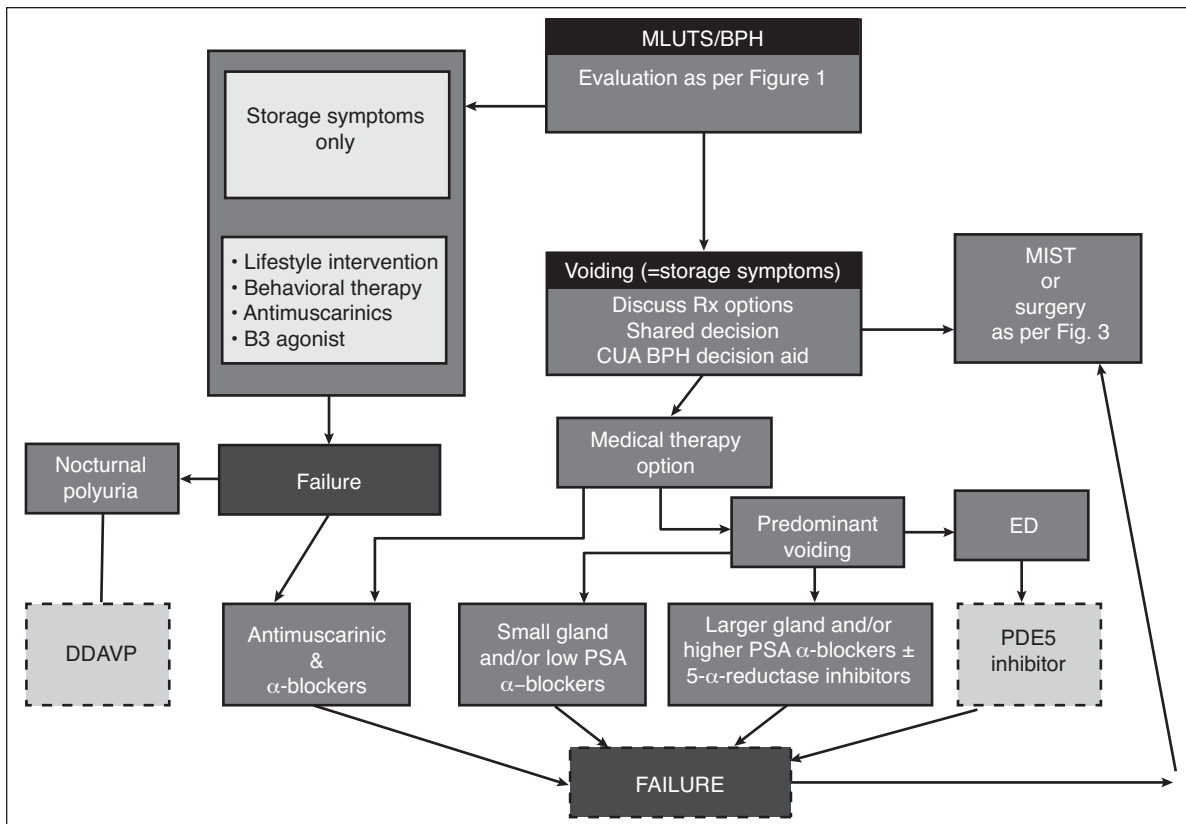 MLUTS/BPH
Evaluation as per Figure 1
Storage symptoms
only
• Lifestyle intervention
• Behavioral therapy
• Antimuscarinics
• B3 agonist
Voiding (=storage symptoms)
Discuss Rx options
Shared decision
CUA BPH decision aid
MIST
or
surgery
as per Fig. 3
Medical therapy
option
Nocturnal
polyuria
Failure
Predominant
voiding
ED
DDAVP
Antimuscarinic
&
α-blockers
Small gland
and/or low PSA
α–blockers
Larger gland and/or
higher PSA α-blockers ±
5-α-reductase inhibitors
PDE5
inhibitor
FAILURE